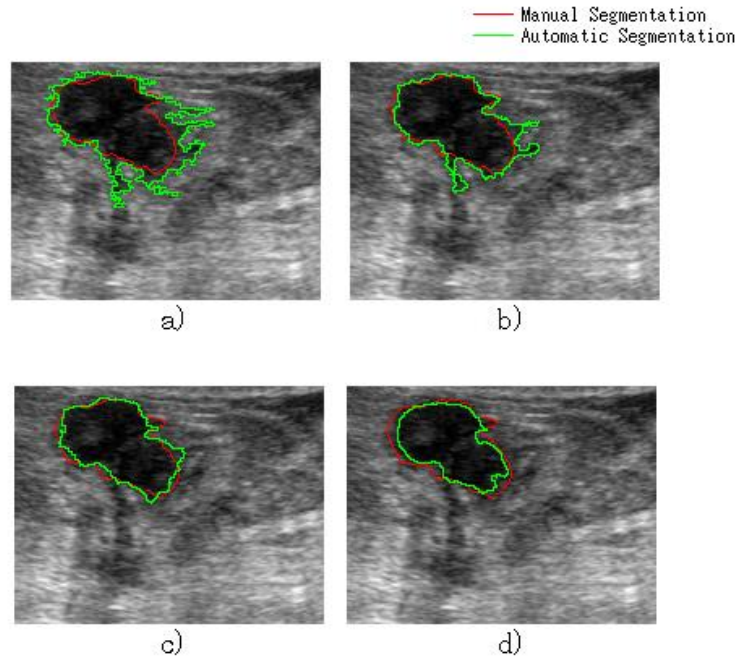 Manual Segmentation
Automatic Segmentation
a)
b)
c)
d)